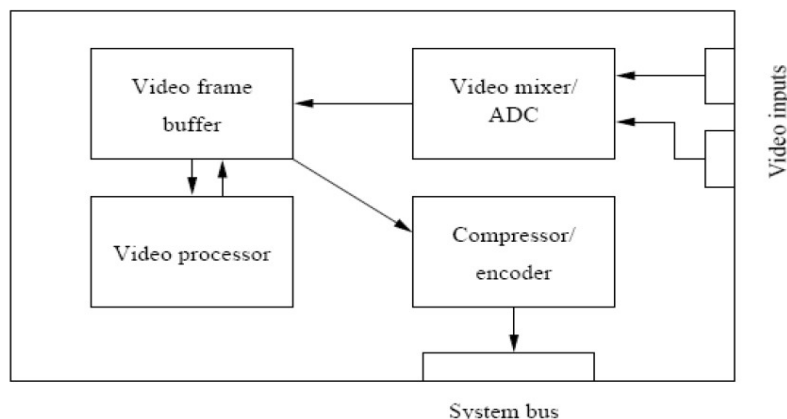 Video frame
buffer
Video mixer/
ADC
Video inputs
Video processor
Compressor/
encoder
System bus